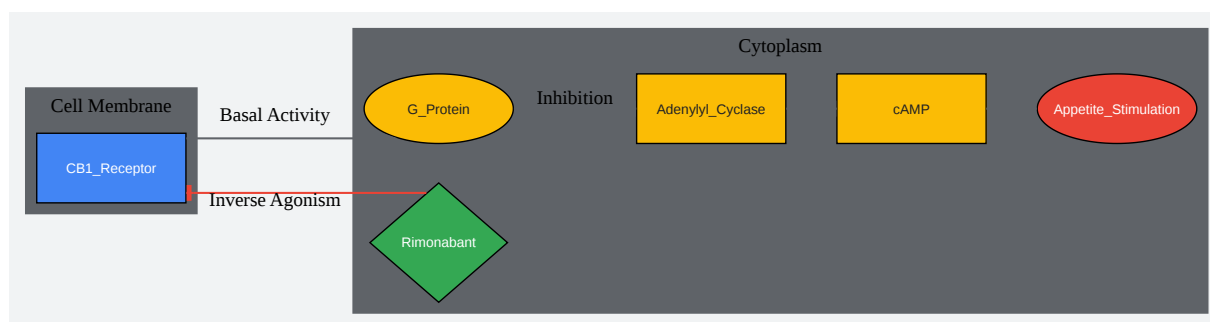 Cytoplasm
Cell Membrane
Basal Activity
G_Protein
Inhibition
Adenylyl_Cyclase
cAMP
Appetite_Stimulation
CB1_Receptor
Inverse Agonism
Rimonabant